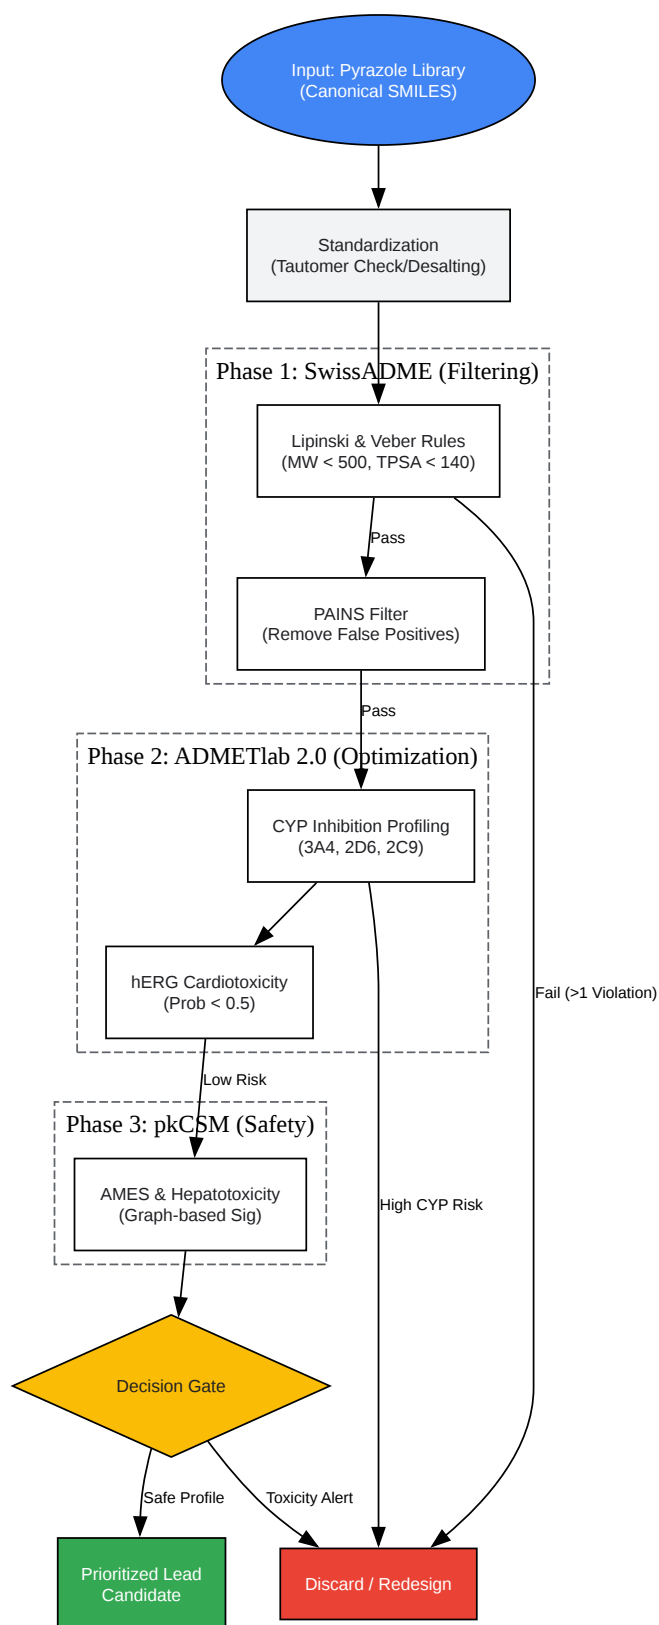 Input: Pyrazole Library
(Canonical SMILES)
Standardization
(Tautomer Check/Desalting)
Phase 1: SwissADME (Filtering)
Lipinski & Veber Rules
(MW < 500, TPSA < 140)
Pass
PAINS Filter
(Remove False Positives)
Pass
Phase 2: ADMETlab 2.0 (Optimization)
CYP Inhibition Profiling
(3A4, 2D6, 2C9)
hERG Cardiotoxicity
(Prob < 0.5)
Fail (>1 Violation)
Low Risk
Phase 3: pkCSM (Safety)
AMES & Hepatotoxicity
(Graph-based Sig)
High CYP Risk
Decision Gate
Safe Profile
Toxicity Alert
Prioritized Lead
Candidate
Discard / Redesign